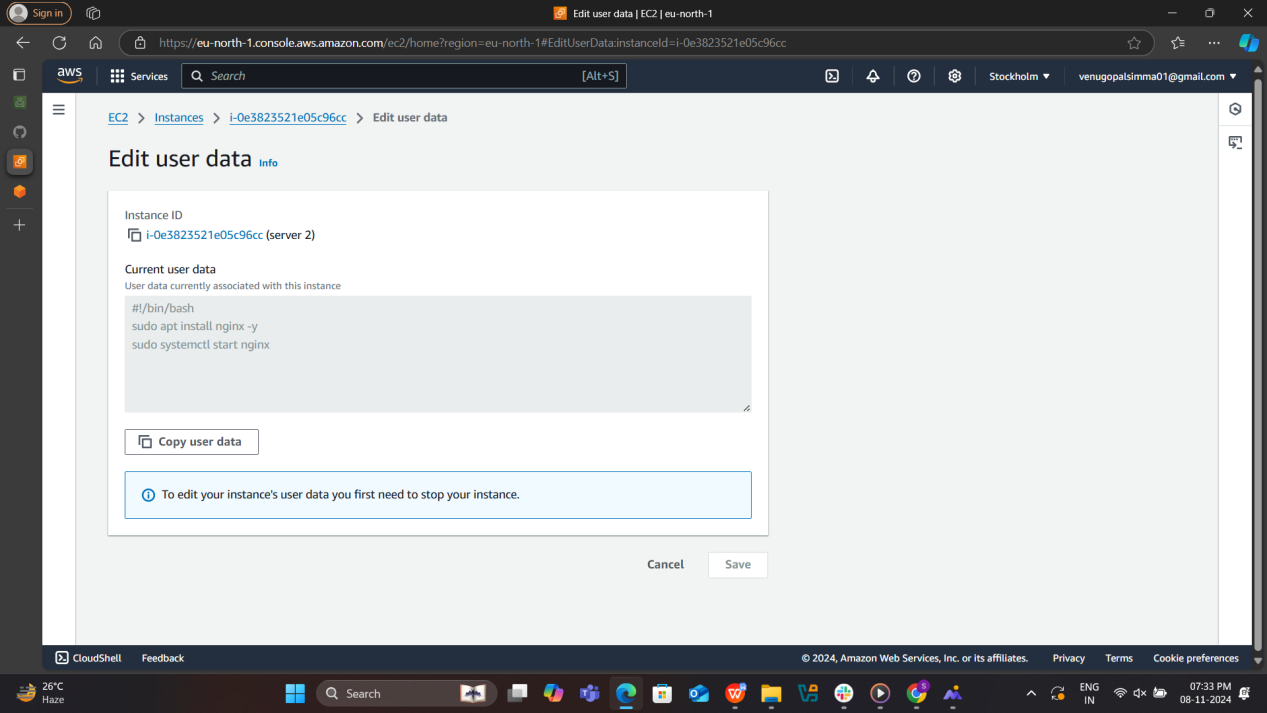 Sign in
Edit user data | EC2 | eu-north-1
https://eu-north-1.console.aws.amazon.com/ec2/home?region=eu-north-1#EditUserData:instanceId=i-0e3823521e05c96cc
aws
Services
Search
[Alt+S]
Stockholm
venugopalsimma01@gmail.com
EC2
Instances
i-0e3823521e05c96cc
Edit user data
Edit user data
Info
Instance ID
i-0e3823521e05c96cc (server 2)
Current user data
User data currently associated with this instance
#!/bin/bash
sudo apt install nginx -y
sudo systemctl start nginx
Copy user data
To edit your instance's user data you first need to stop your instance.
Cancel
Save
CloudShell
Feedback
© 2024, Amazon Web Services, Inc. or its affiliates.
Privacy
Terms
Cookie preferences
26°C
Haze
Search
ENG
IN
07:33 PM
08-11-2024